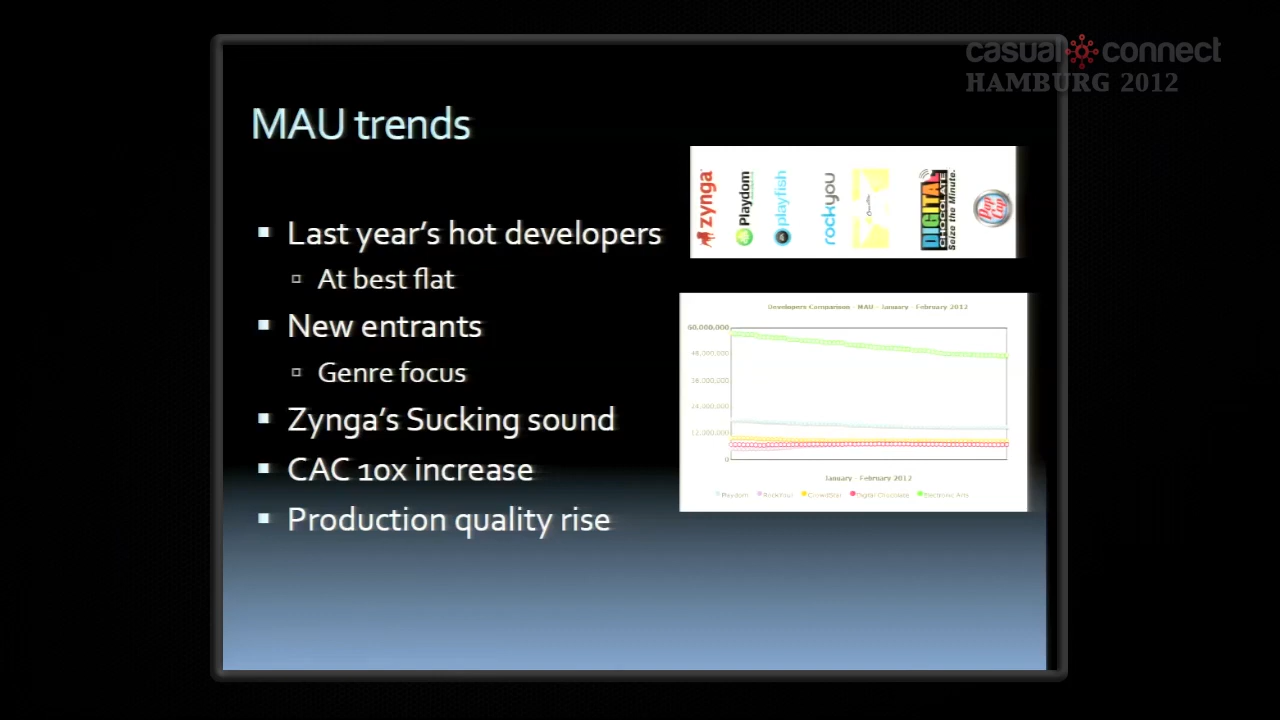 casual connect
HAMBURG 2012
MAU trends
Last year's hot developers
At best flat
New entrants
Genre focus
Zynga's Sucking sound
CAC 10x increase
Production quality rise
zynga
Playdom
playfish
rockyou
DIGITAL
CHOCOLATE
Seize the Minute.
Pop
Cap
Developers Comparison - MAU - January - February 2012
60,000,000
48,000,000
36,000,000
24,000,000
12,000,000
0
January - February 2012
Playdom RockYou! CrowdStar Digital Chocolate Electronic Arts